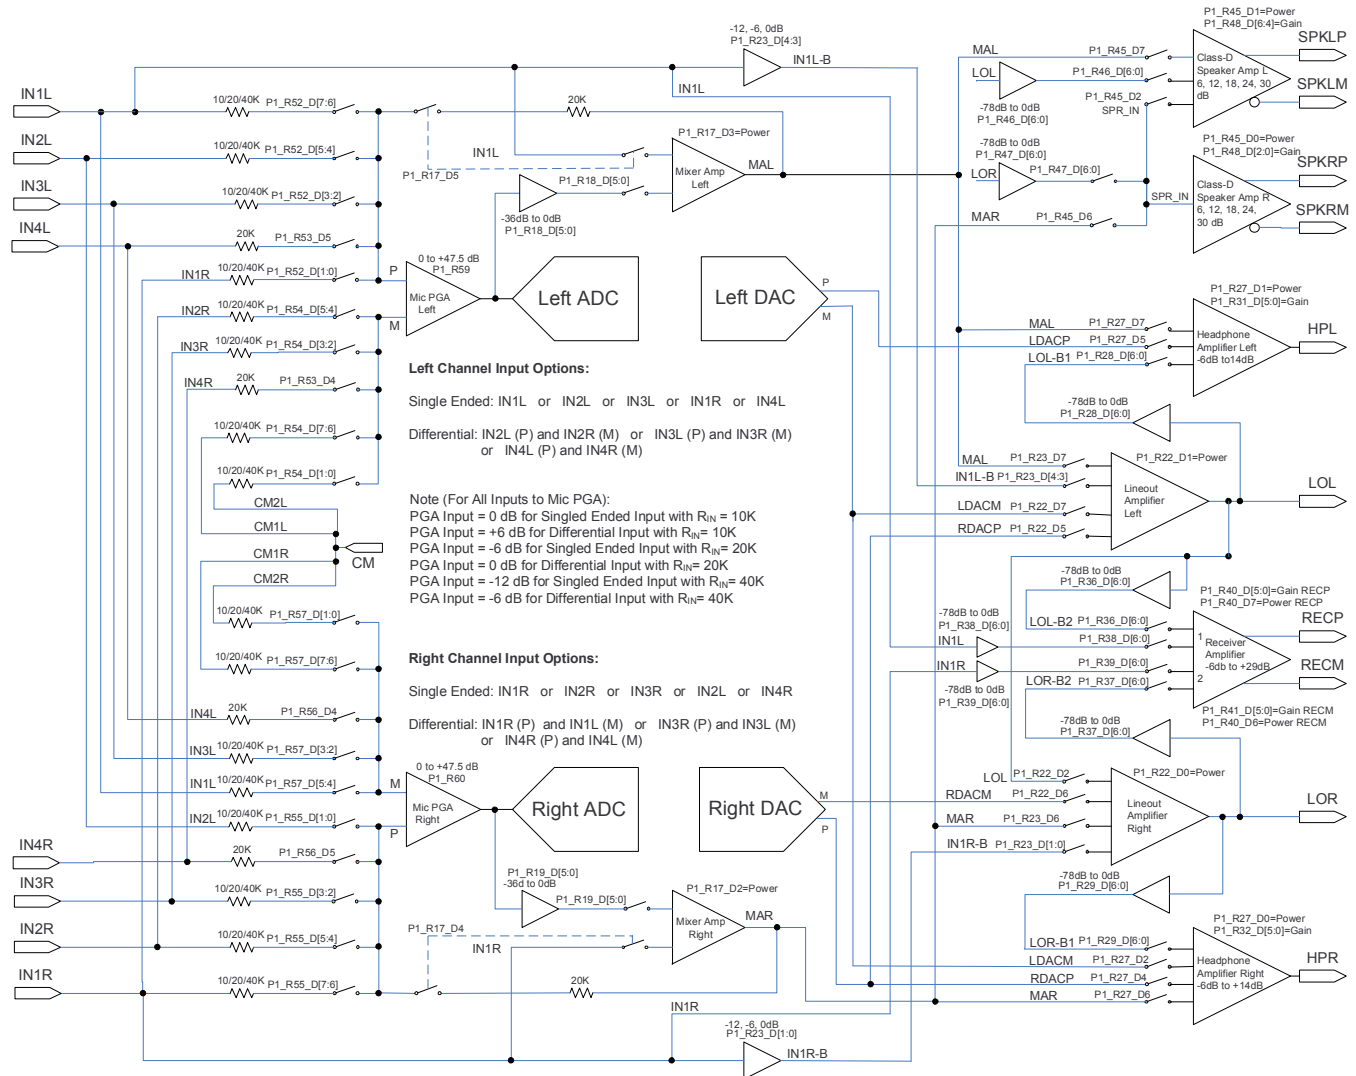 -12, -6, 0dB
P1_R23_D[4:3]
IN1L-B
IN1L
IN1L
10/20/40K P1_R52_D[7:6]
20K
IN2L
10/20/40K P1_R52_D[5:4]
IN1L
P1_R17_D5
P1_R17_D3=Power
Mixer Amp
Left
MAL
IN3L
10/20/40K P1_R52_D[3:2]
P1_R18_D[5:0]
-36dB to 0dB
P1_R18_D[5:0]
IN4L
20K P1_R53_D5
IN1R 10/20/40K P1_R52_D[1:0]
0 to +47.5 dB
P1_R59
P
Mic PGA
Left
M
Left ADC
Left DAC
P
M
IN2R 10/20/40K P1_R54_D[5:4]
IN3R 10/20/40K P1_R54_D[3:2]
IN4R 20K P1_R53_D4
10/20/40K P1_R54_D[7:6]
10/20/40K P1_R54_D[1:0]
CM2L
CM1L
CM
CM1R
CM2R
10/20/40K P1_R57_D[1:0]
10/20/40K P1_R57_D[7:6]
IN4L 20K P1_R56_D4
IN3L 10/20/40K P1_R57_D[3:2]
IN1L 10/20/40K P1_R57_D[5:4]
IN2L 10/20/40K P1_R55_D[1:0]
IN4R
20K P1_R56_D5
IN3R
10/20/40K P1_R55_D[3:2]
IN2R
10/20/40K P1_R55_D[5:4]
IN1R
10/20/40K P1_R55_D[7:6]
Left Channel Input Options:
Single Ended: IN1L or IN2L or IN3L or IN1R or IN4L
Differential: IN2L (P) and IN2R (M) or IN3L (P) and IN3R (M)
or IN4L (P) and IN4R (M)
Note (For All Inputs to Mic PGA):
PGA Input = 0 dB for Singled Ended Input with RIN = 10K
PGA Input = +6 dB for Differential Input with RIN= 10K
PGA Input = -6 dB for Singled Ended Input with RIN= 20K
PGA Input = 0 dB for Differential Input with RIN= 20K
PGA Input = -12 dB for Singled Ended Input with RIN= 40K
PGA Input = -6 dB for Differential Input with RIN= 40K
Right Channel Input Options:
Single Ended: IN1R or IN2R or IN3R or IN2L or IN4R
Differential: IN1R (P) and IN1L (M) or IN3R (P) and IN3L (M)
or IN4R (P) and IN4L (M)
0 to +47.5 dB
P1_R60
M
Mic PGA
Right
P
Right ADC
Right DAC
M
P
P1_R19_D[5:0]
-36d to 0dB
P1_R19_D[5:0]
P1_R17_D2=Power
Mixer Amp
Right
MAR
P1_R17_D4
IN1R
20K
IN1R
-12, -6, 0dB
P1_R23_D[1:0]
IN1R-B
P1_R45_D1=Power
P1_R48_D[6:4]=Gain
SPKLP
MAL P1_R45_D7
LOL P1_R46_D[6:0]
Class-D
Speaker Amp L
6, 12, 18, 24, 30
dB
SPKLM
-78dB to 0dB
P1_R46_D[6:0]
P1_R45_D2
SPR_IN
-78dB to 0dB
P1_R47_D[6:0]
P1_R45_D0=Power
P1_R48_D[2:0]=Gain
LOR P1_R47_D[6:0]
SPKRP
SPR_IN
Class-D
Speaker Amp R
6, 12, 18, 24,
30 dB
SPKRM
MAR P1_R45_D6
P1_R27_D1=Power
P1_R31_D[5:0]=Gain
MAL P1_R27_D7
LDACP P1_R27_D5
LOL-B1 P1_R28_D[6:0]
Headphone
Amplifier Left
-6dB to14dB
HPL
-78dB to 0dB
P1_R28_D[6:0]
MAL P1_R23_D7
IN1L-B P1_R23_D[4:3]
LDACM P1_R22_D7
RDACP P1_R22_D5
P1_R22_D1=Power
Lineout
Amplifier
Left
LOL
-78dB to 0dB
P1_R36_D[6:0]
P1_R40_D[5:0]=Gain RECP
P1_R40_D7=Power RECP
-78dB to 0dB
P1_R38_D[6:0]
LOL-B2 P1_R36_D[6:0]
IN1L P1_R38_D[6:0]
IN1R P1_R39_D[6:0]
-78dB to 0dB
P1_R39_D[6:0]
LOR-B2 P1_R37_D[6:0]
1
Receiver
Amplifier
-6db to +29dB
2
RECP
RECM
P1_R41_D[5:0]=Gain RECM
P1_R40_D6=Power RECM
-78dB to 0dB
P1_R37_D[6:0]
LOL P1_R22_D2
RDACM P1_R22_D6
MAR P1_R23_D6
IN1R-B P1_R23_D[1:0]
P1_R22_D0=Power
Lineout
Amplifier
Right
LOR
-78dB to 0dB
P1_R29_D[6:0]
P1_R27_D0=Power
P1_R32_D[5:0]=Gain
LOR-B1 P1_R29_D[6:0]
LDACM P1_R27_D2
RDACP P1_R27_D4
MAR P1_R27_D6
Headphone
Amplifier Right
-6dB to +14dB
HPR